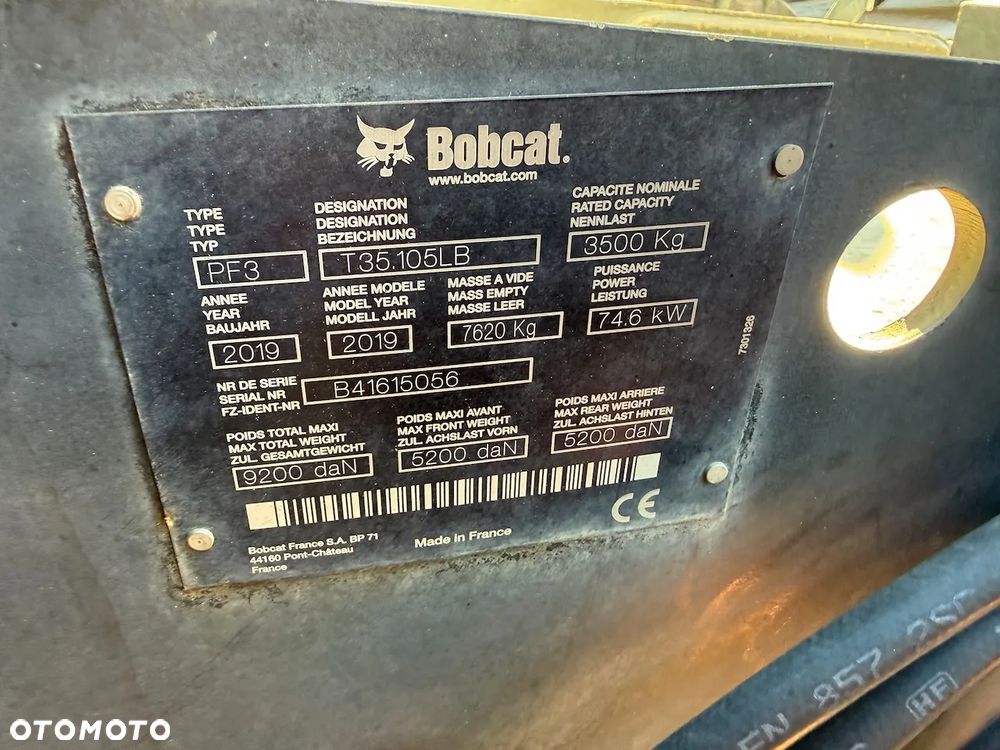 Bobcat.
www.bobcat.com
TYPE
TYPE
TYP
PF3
DESIGNATION
DESIGNATION
BEZEICHNUNG
T35.105LB
CAPACITE NOMINALE
RATED CAPACITY
NENNLAST
3500 Kg
ANNEE
YEAR
BAUJAHR
2019
ANNEE MODELE
MODEL YEAR
MODELL JAHR
2019
MASSE A VIDE
MASS EMPTY
MASSE LEER
7620 Kg
PUISSANCE
POWER
LEISTUNG
74.6 kW
NR DE SERIE
SERIAL NR
FZ-IDENT-NR
B41615056
POIDS TOTAL MAXI
MAX TOTAL WEIGHT
ZUL. GESAMTGEWICHT
9200 daN
POIDS MAXI AVANT
MAX FRONT WEIGHT
ZUL. ACHSLAST VORN
5200 daN
POIDS MAXI ARRIERE
MAX REAR WEIGHT
ZUL. ACHSLAST HINTEN
5200 daN
7301326
CE
Bobcat France S.A. BP 71
44160 Pont-Château
France
Made in France
EN 857 2SC
HF
OTOMOTO